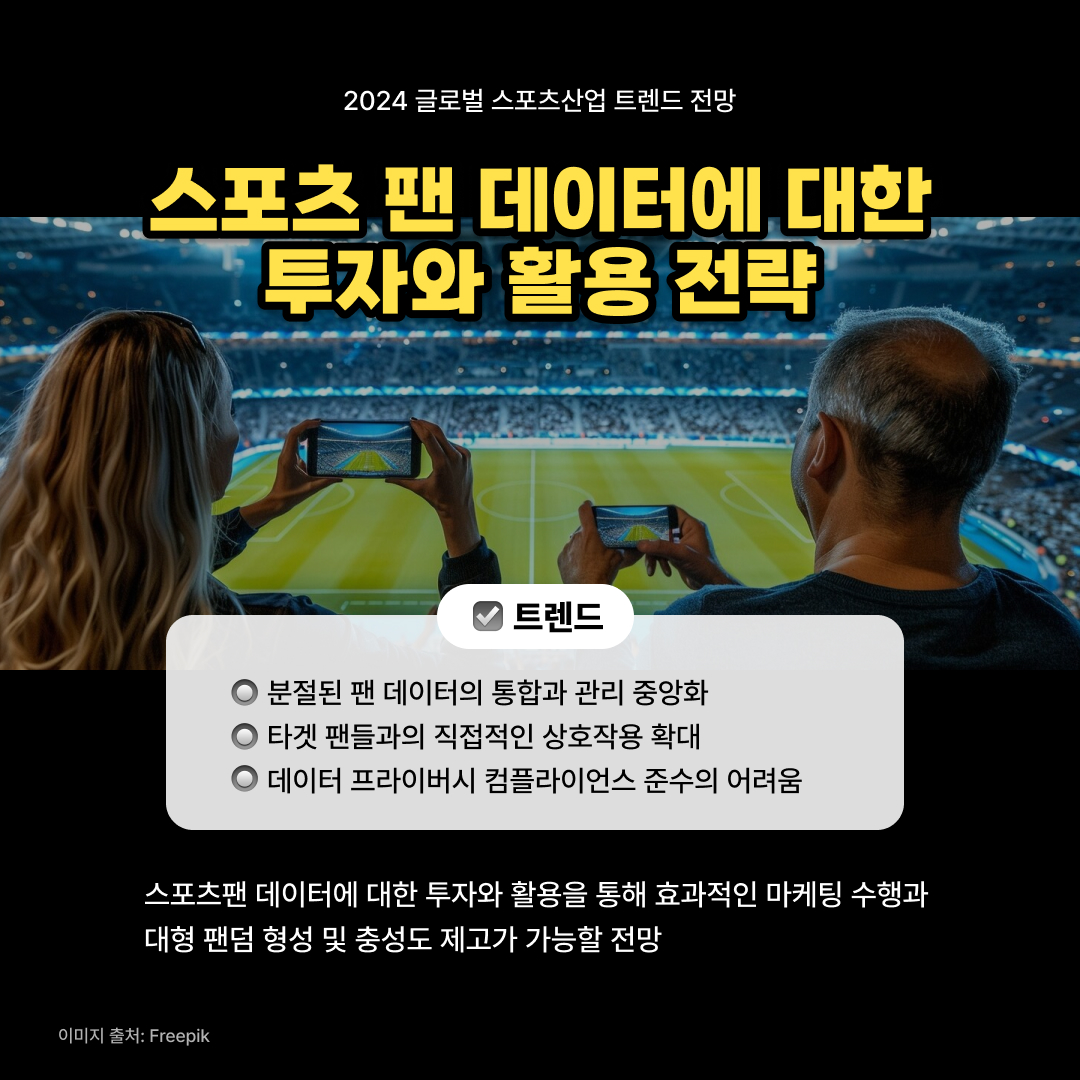 2024 글로벌 스포츠산업 트렌드 전망
스포츠 팬 데이터에 대한
투자와 활용 전략
트렌드
분절된 팬 데이터의 통합과 관리 중앙화
타겟 팬들과의 직접적인 상호작용 확대
데이터 프라이버시 컴플라이언스 준수의 어려움
스포츠팬 데이터에 대한 투자와 활용을 통해 효과적인 마케팅 수행과
대형 팬덤 형성 및 충성도 제고가 가능할 전망
이미지 출처: Freepik